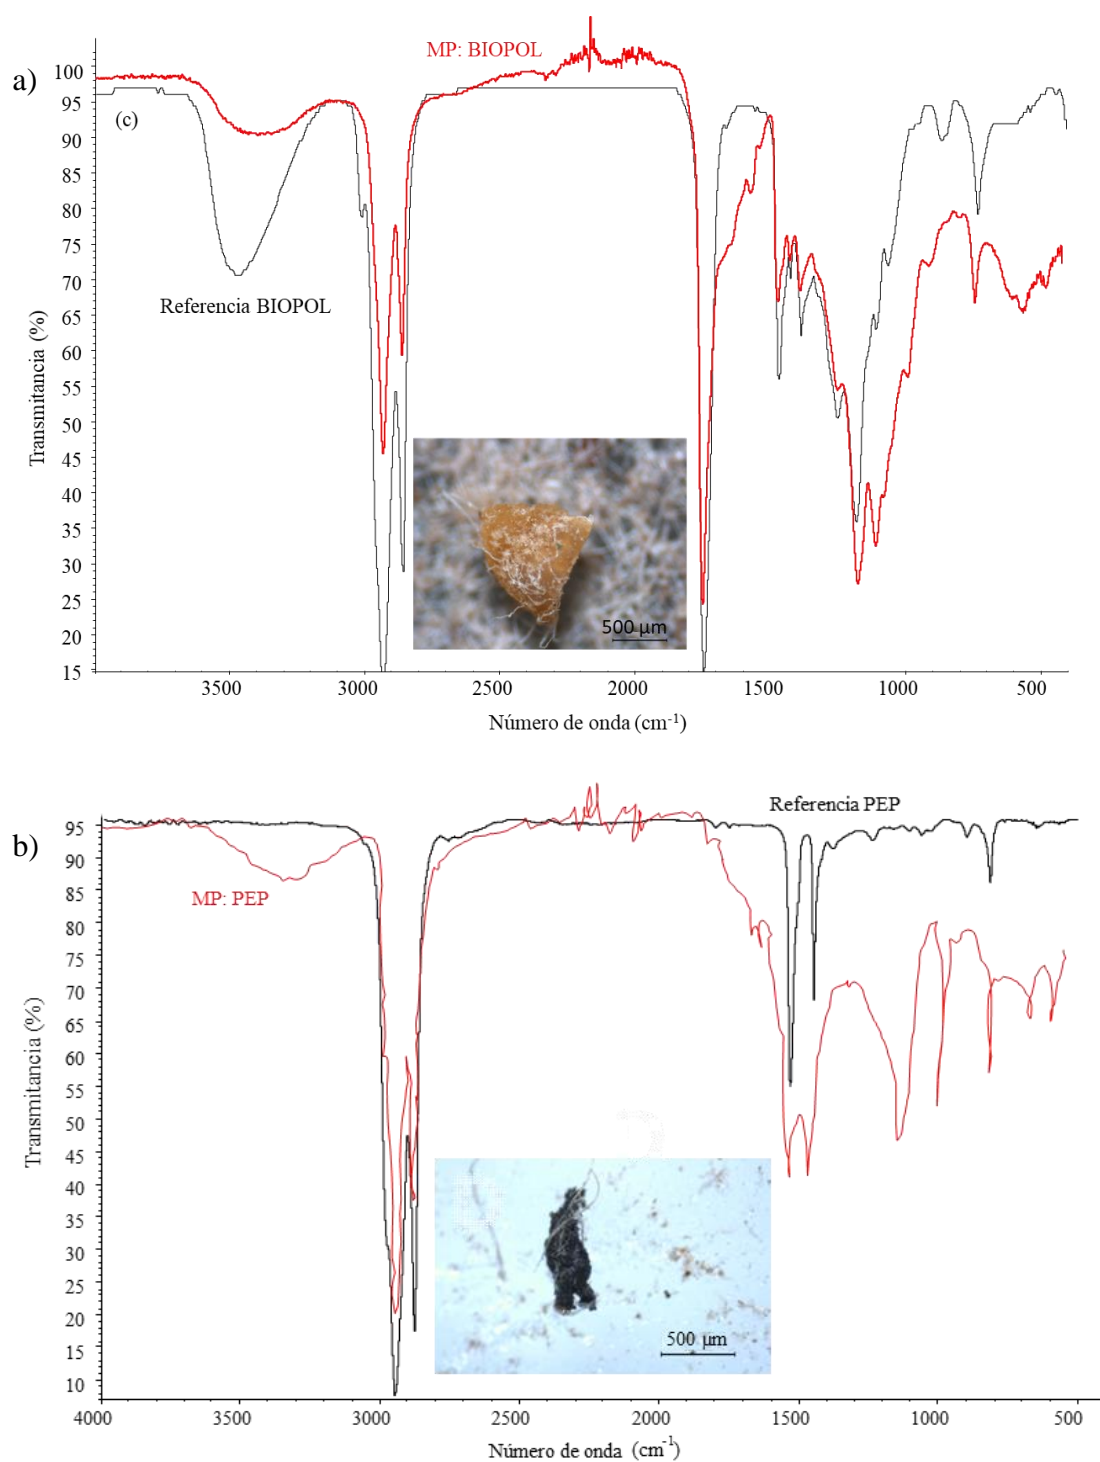 MP: BIOPOL
a)
100
(c)
95
90
85
80
75
70
Referencia BIOPOL
65
60
55
50
45
40
35
30
25
20
15
Transmitancia (%)
500 µm
3500 3000 2500 2000 1500 1000 500
Número de onda (cm-1)
Referencia PEP
b)
95
90
MP: PEP
85
80
75
70
65
60
55
50
45
40
35
30
25
20
15
10
Transmitancia (%)
500 µm
4000 3500 3000 2500 2000 1500 1000 500
Número de onda (cm-1)